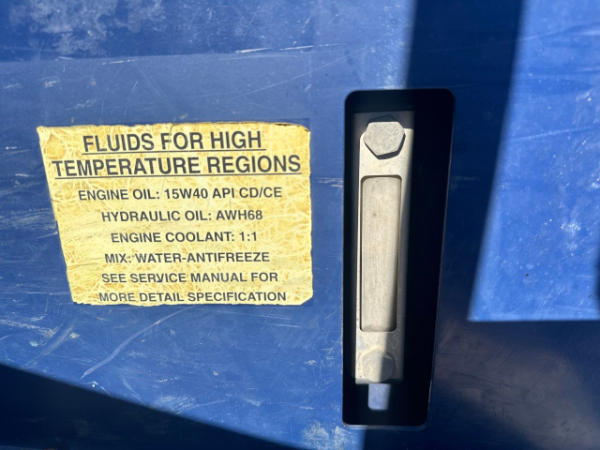 FLUIDS FOR HIGH
TEMPERATURE REGIONS
ENGINE OIL: 15W40 API CD/CE
HYDRAULIC OIL: AWH68
ENGINE COOLANT: 1:1
MIX: WATER-ANTIFREEZE
SEE SERVICE MANUAL FOR
MORE DETAIL SPECIFICATION